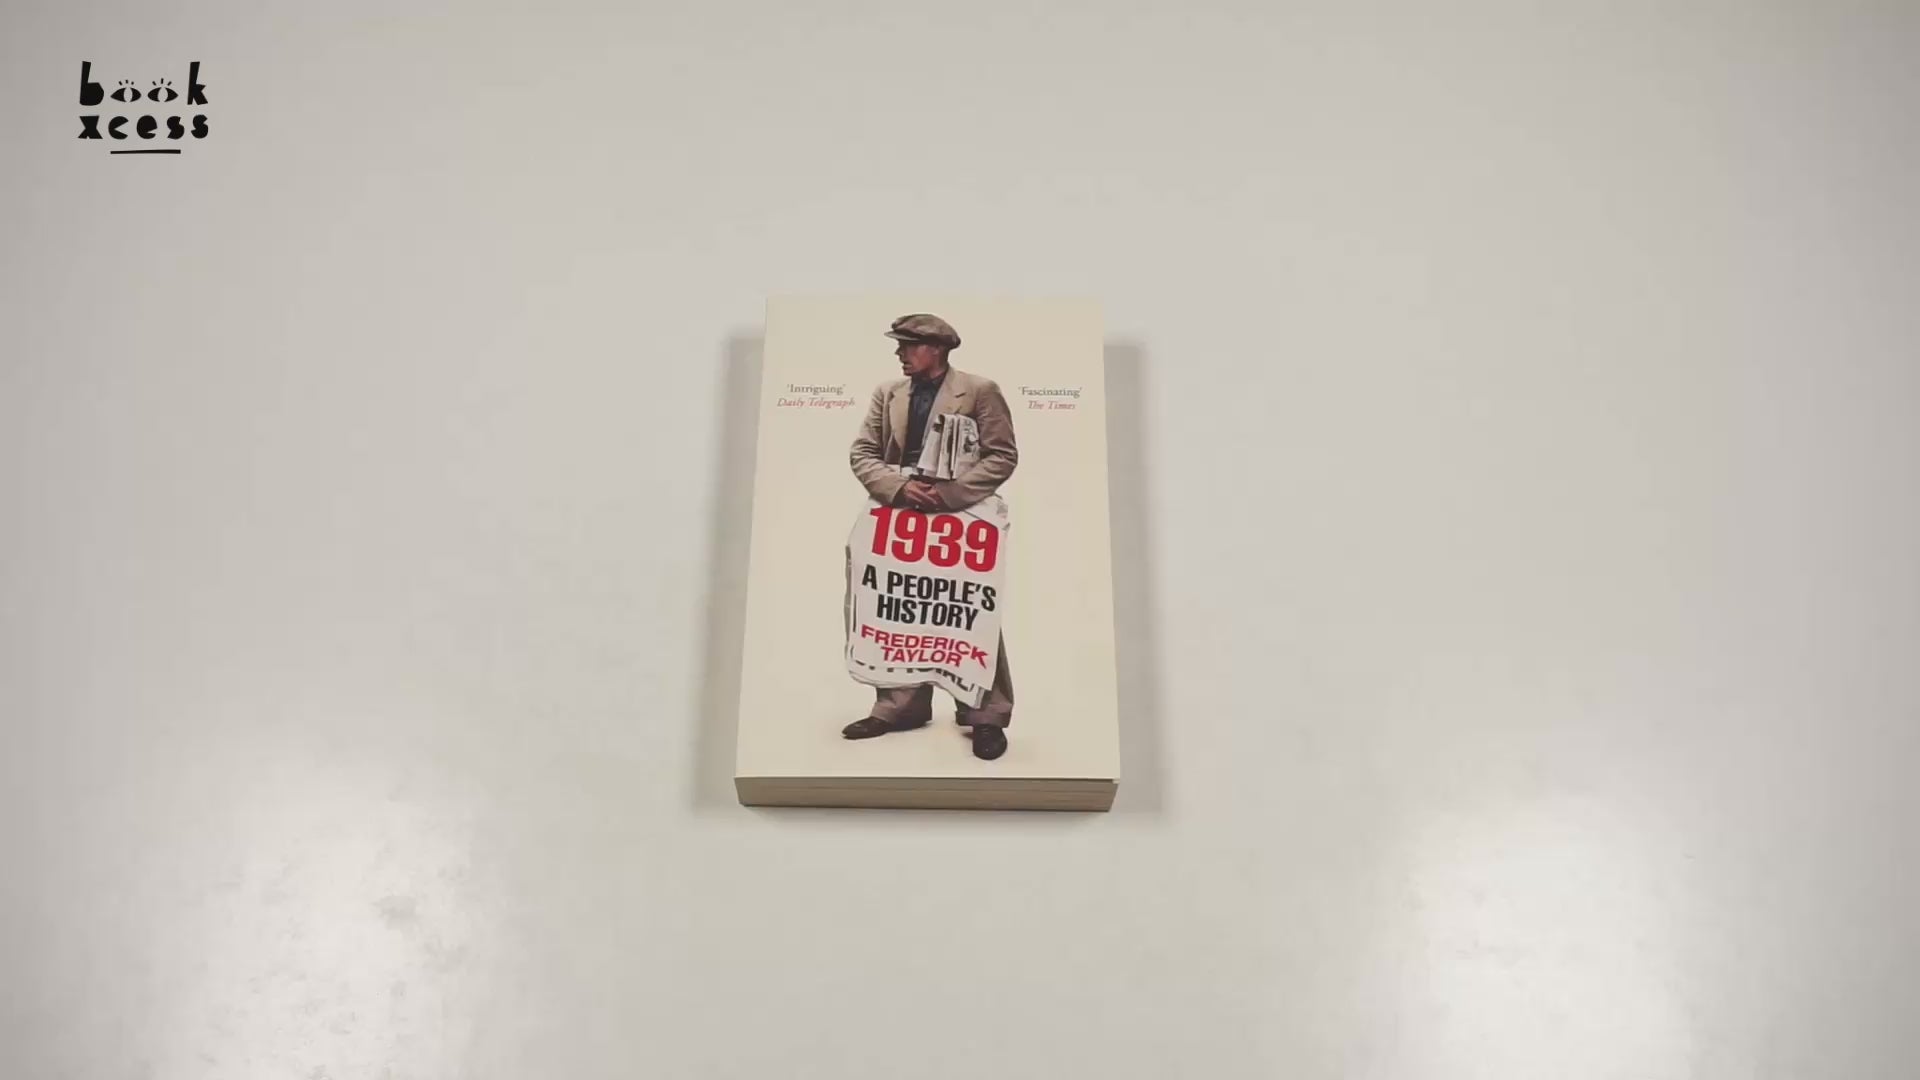 book
xcess
'Intriguing'
Daily Telegraph
'Fascinating'
The Times
1939
A PEOPLE'S
HISTORY
FREDERICK
TAYLOR